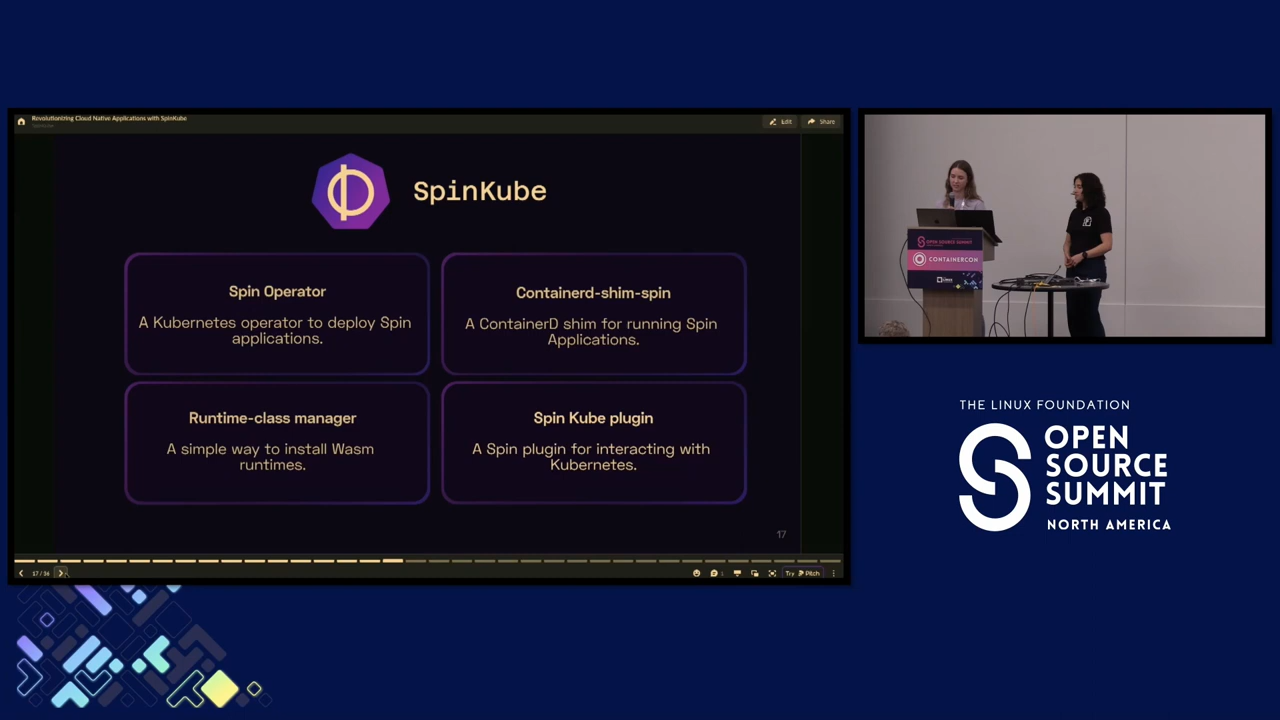 Revolutionizing Cloud Native Applications with SpinKube
Edit
Share
SpinKube
Spin Operator
A Kubernetes operator to deploy Spin
applications.
Containerd-shim-spin
A ContainerD shim for running Spin
Applications.
Runtime-class manager
A simple way to install Wasm
runtimes.
Spin Kube plugin
A Spin plugin for interacting with
Kubernetes.
17
17 / 36
Try Pitch
OPEN SOURCE SUMMIT
CONTAINERCON
THE LINUX FOUNDATION
OPEN
SOURCE
SUMMIT
NORTH AMERICA